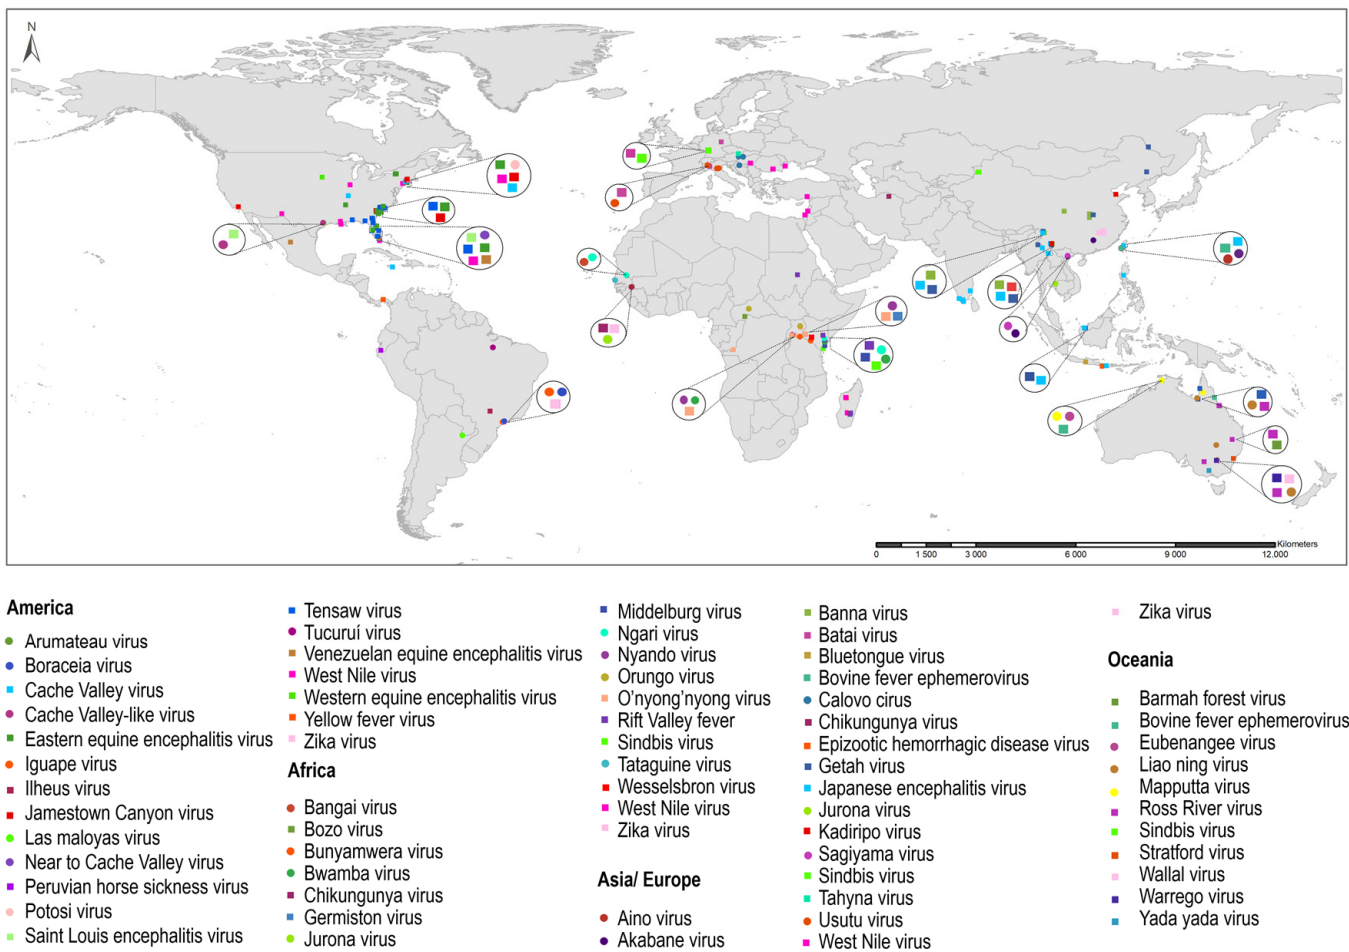 N
Kilometers
0 1 500 3 000 6 000 9 000 12.000
America
Arumateau virus
Boraceia virus
Cache Valley virus
Cache Valley-like virus
Eastern equine encephalitis virus
Iguape virus
Ilheus virus
Jamestown Canyon virus
Las maloyas virus
Near to Cache Valley virus
Peruvian horse sickness virus
Potosi virus
Saint Louis encephalitis virus
Tensaw virus
Tucuruí virus
Venezuelan equine encephalitis virus
West Nile virus
Western equine encephalitis virus
Yellow fever virus
Zika virus
Africa
Bangai virus
Bozo virus
Bunyamwera virus
Bwamba virus
Chikungunya virus
Germiston virus
Jurona virus
Middelburg virus
Ngari virus
Nyando virus
Orungo virus
O'nyong'nyong virus
Rift Valley fever
Sindbis virus
Tataguine virus
Wesselsbron virus
West Nile virus
Zika virus
Asia/ Europe
Aino virus
Akabane virus
Banna virus
Batai virus
Bluetongue virus
Bovine fever ephemerovirus
Calovo cirus
Chikungunya virus
Epizootic hemorrhagic disease virus
Getah virus
Japanese encephalitis virus
Jurona virus
Kadiripo virus
Sagiyama virus
Sindbis virus
Tahyna virus
Usutu virus
West Nile virus
Zika virus
Oceania
Barmah forest virus
Bovine fever ephemerovirus
Eubenangee virus
Liao ning virus
Mapputta virus
Ross River virus
Sindbis virus
Stratford virus
Wallal virus
Warrego virus
Yada yada virus